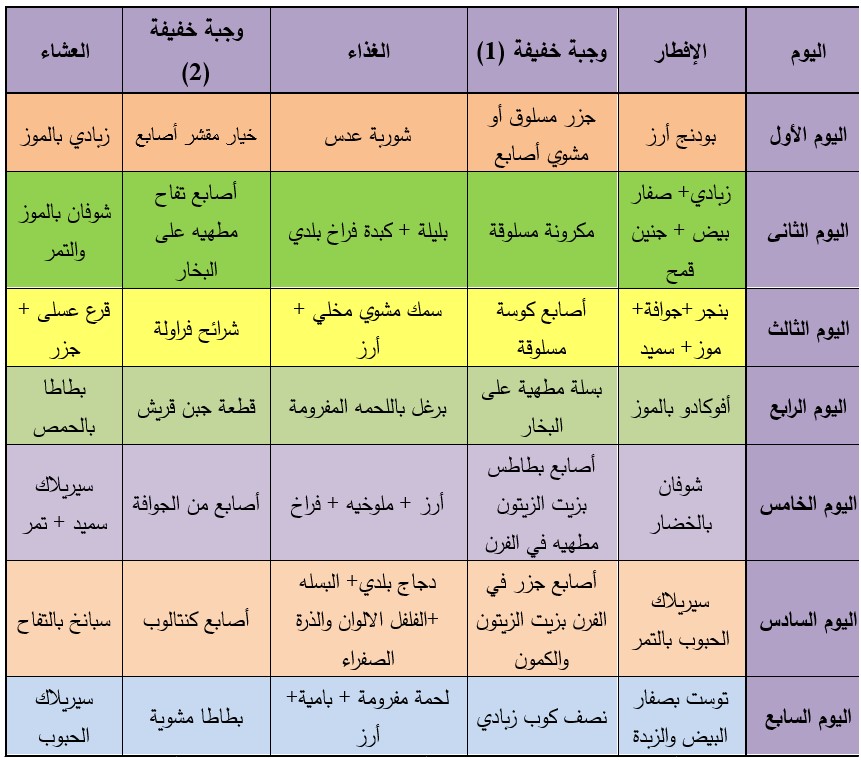 اليوم
الإفطار
وجبة خفيفة (1)
الغذاء
وجبة خفيفة
(2)
العشاء
اليوم الأول
بودنج أرز
جزر مسلوق أو
مشوي أصابع
شوربة عدس
خيار مقشر أصابع
زبادي بالموز
اليوم الثانى
زبادي+ صفار
بيض + جنين
قمح
مكرونة مسلوقة
بليلة + كبدة فراخ بلدي
أصابع تفاح
مطهيه على
البخار
شوفان بالموز
والتمر
اليوم الثالث
بنجر+جوافة+
موز+ سميد
أصابع كوسة
مسلوقة
سمك مشوي مخلي +
أرز
شرائح فراولة
قرع عسلى +
جزر
اليوم الرابع
أفوكادو بالموز
بسلة مطهية على
البخار
برغل باللحمه المفرومة
قطعة جبن قريش
بطاطا
بالحمص
اليوم الخامس
شوفان
بالخضار
أصابع بطاطس
بزيت الزيتون
مطهيه في الفرن
أرز + ملوخيه + فراخ
أصابع من الجوافة
سيريلاك
سميد + تمر
اليوم السادس
سيريلاك
الحبوب بالتمر
أصابع جزر في
الفرن بزيت الزيتون
والكمون
دجاج بلدي+ البسله
+الفلفل الالوان والذرة
الصفراء
أصابع كنتالوب
سبانخ بالتفاح
اليوم السابع
توست بصفار
البيض والزبدة
نصف كوب زبادي
لحمة مفرومة + بامية+
أرز
بطاطا مشوية
سيريلاك
الحبوب